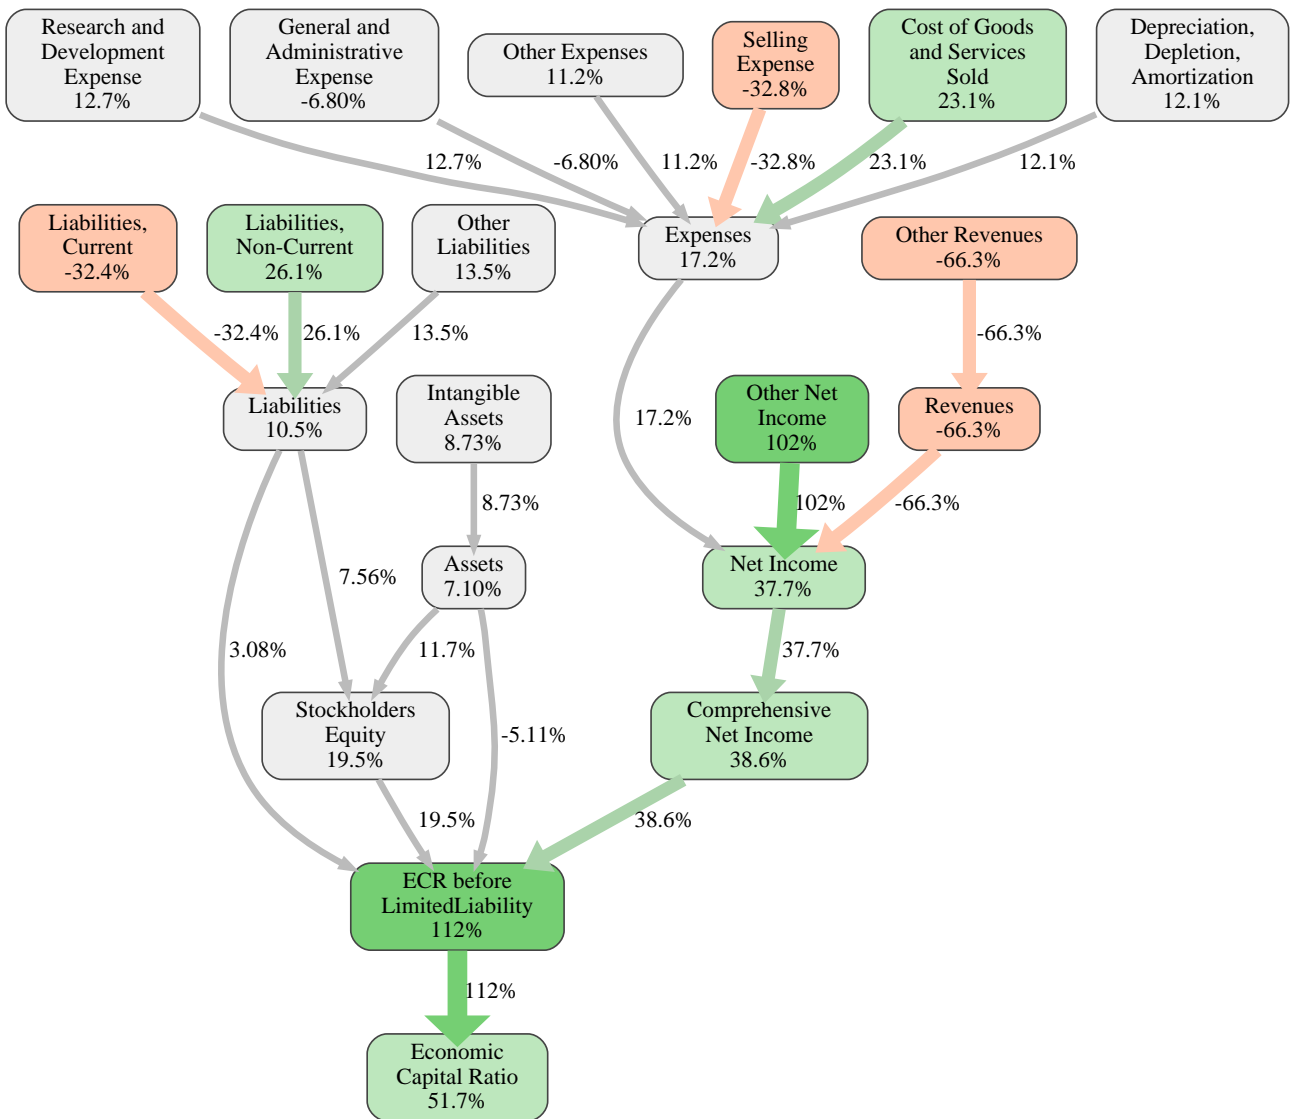 Research and
Development
Expense
12.7%
General and
Administrative
Expense
-6.80%
Other Expenses
11.2%
Selling
Expense
-32.8%
Cost of Goods
and Services
Sold
23.1%
Depreciation,
Depletion,
Amortization
12.1%
12.7%
-6.80%
11.2%
-32.8%
23.1%
12.1%
Liabilities,
Current
-32.4%
Liabilities,
Non-Current
26.1%
Other
Liabilities
13.5%
Expenses
17.2%
Other Revenues
-66.3%
-32.4%
26.1%
13.5%
-66.3%
Liabilities
10.5%
Intangible
Assets
8.73%
17.2%
Other Net
Income
102%
Revenues
-66.3%
8.73%
102%
-66.3%
7.56%
Assets
7.10%
Net Income
37.7%
3.08%
11.7%
37.7%
Stockholders
Equity
19.5%
-5.11%
Comprehensive
Net Income
38.6%
19.5%
38.6%
ECR before
LimitedLiability
112%
112%
Economic
Capital Ratio
51.7%